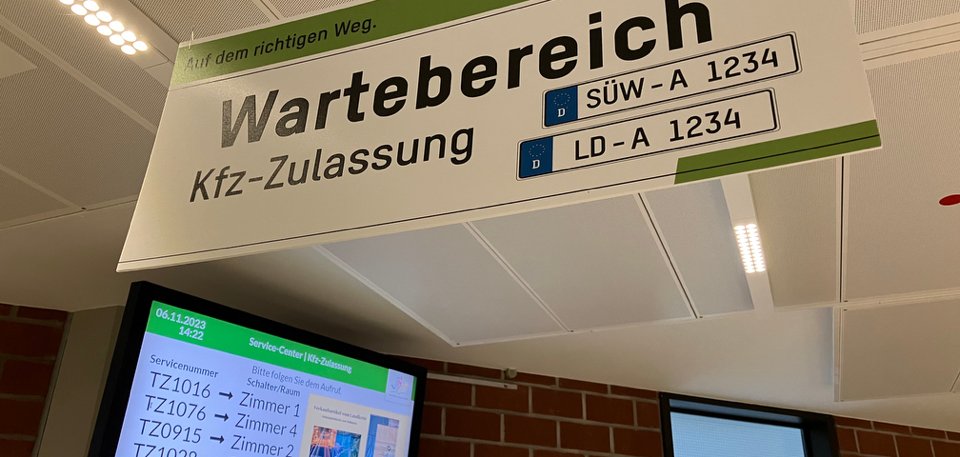 Auf dem richtigen Weg.
Wartebereich
Kfz-Zulassung
D SÜW-A 1234
D LD-A 1234
06.11.2023
14:22
Service-Center | Kfz-Zulassung
Bitte folgen Sie dem Aufruf.
Servicenummer Schalter/Raum
TZ1016 → Zimmer 1
TZ1076 → Zimmer 4
TZ0915 → Zimmer 2